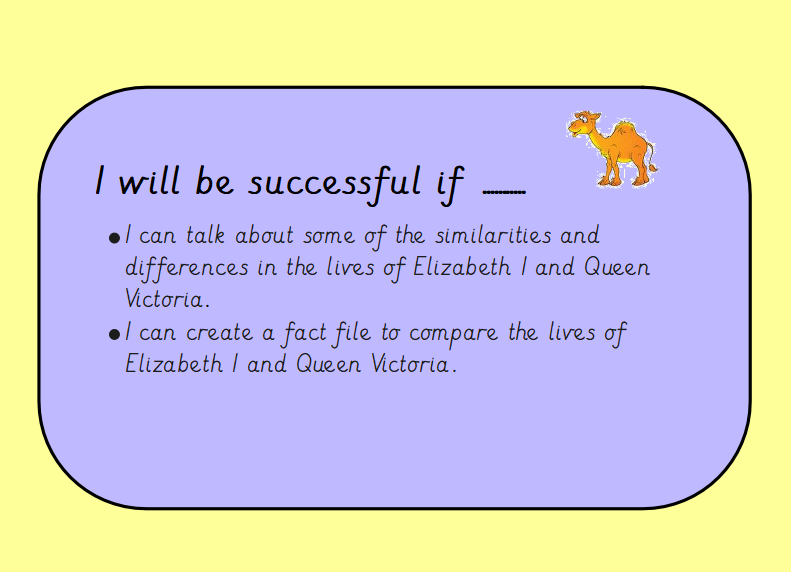 I will be successful if ..........
●I can talk about some of the similarities and
differences in the lives of Elizabeth I and Queen
Victoria.
●I can create a fact file to compare the lives of
Elizabeth I and Queen Victoria.